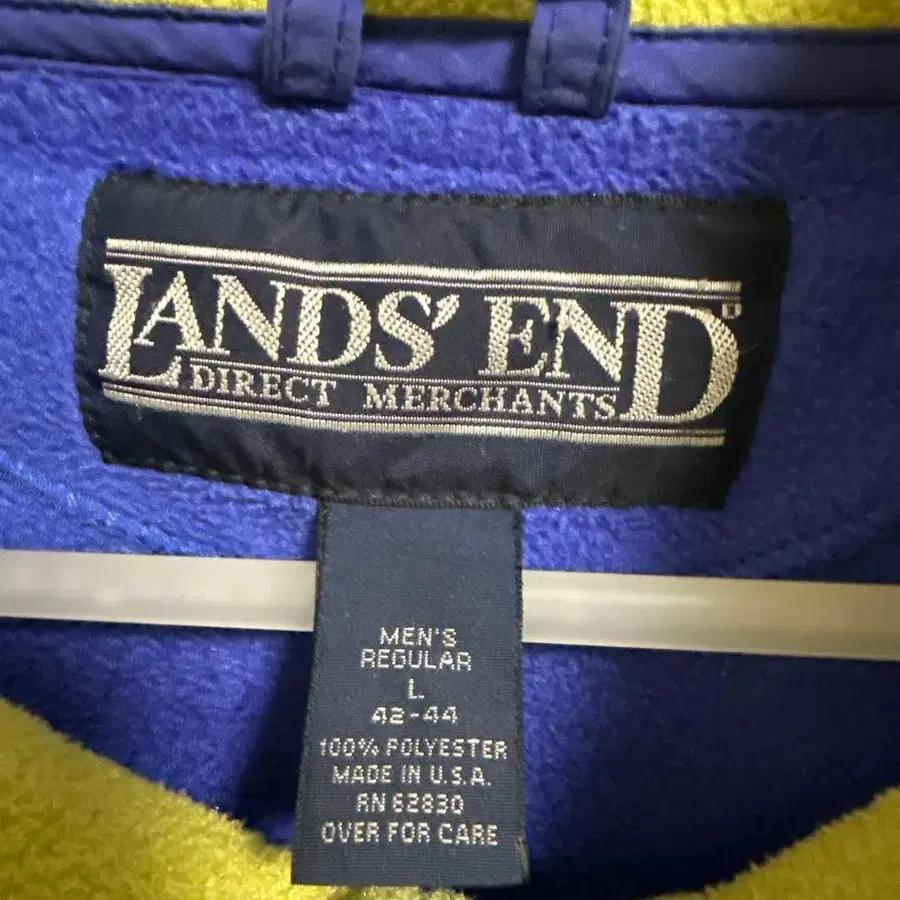 LANDS' END
DIRECT MERCHANTS
MEN'S
REGULAR
L
42-44
100% POLYESTER
MADE IN U.S.A.
RN 62830
OVER FOR CARE